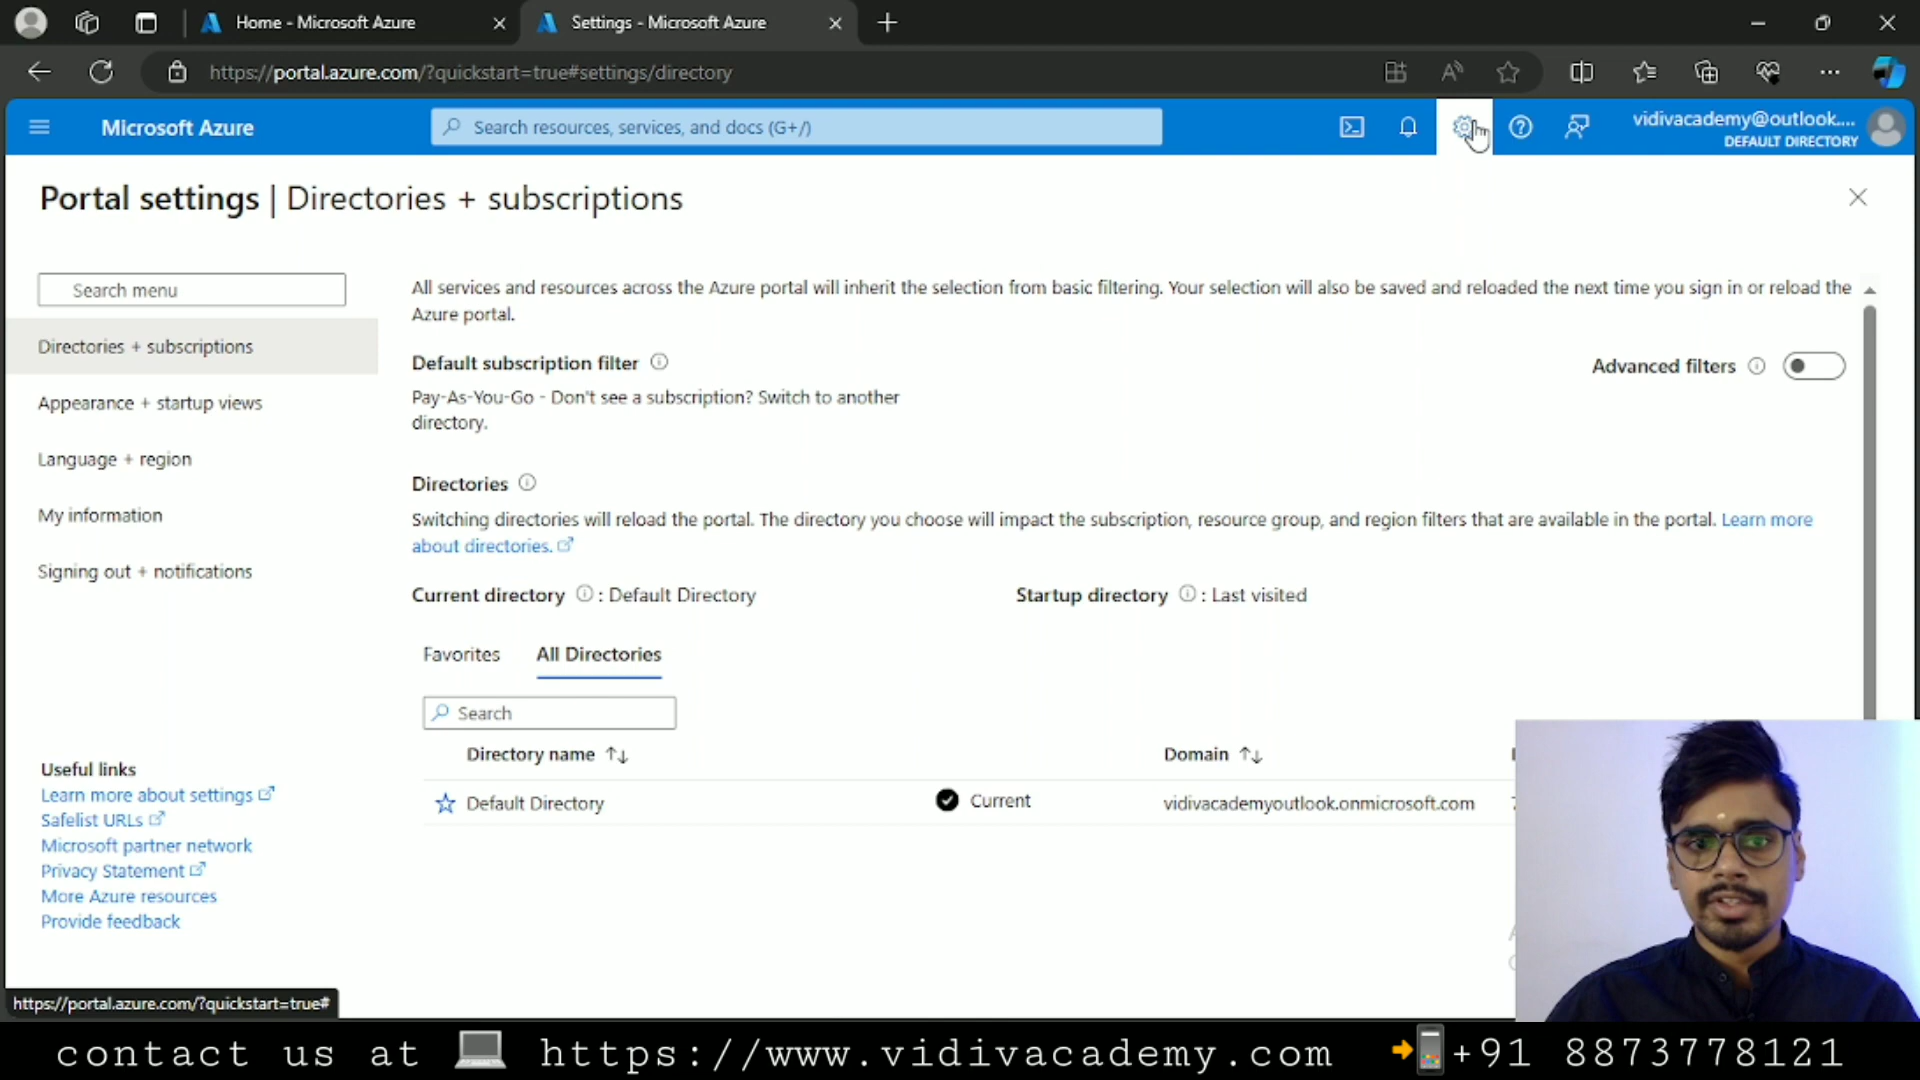 Home - Microsoft Azure
Settings - Microsoft Azure
https://portal.azure.com/?quickstart=true#settings/directory
Microsoft Azure
Search resources, services, and docs (G+/)
vidivacademy@outlook....
DEFAULT DIRECTORY
Portal settings | Directories + subscriptions
Search menu
Directories + subscriptions
Appearance + startup views
Language + region
My information
Signing out + notifications
Useful links
Learn more about settings
Safelist URLs
Microsoft partner network
Privacy Statement
More Azure resources
Provide feedback
All services and resources across the Azure portal will inherit the selection from basic filtering. Your selection will also be saved and reloaded the next time you sign in or reload the
Azure portal.
Default subscription filter
Advanced filters
Pay-As-You-Go - Don't see a subscription? Switch to another
directory.
Directories
Switching directories will reload the portal. The directory you choose will impact the subscription, resource group, and region filters that are available in the portal. Learn more
about directories.
Current directory : Default Directory
Startup directory : Last visited
Favorites
All Directories
Search
Directory name
Domain
Default Directory
Current
vidivacademyoutlook.onmicrosoft.com
https://portal.azure.com/?quickstart=true#
contact us at https://www.vidivacademy.com +91 8873778121